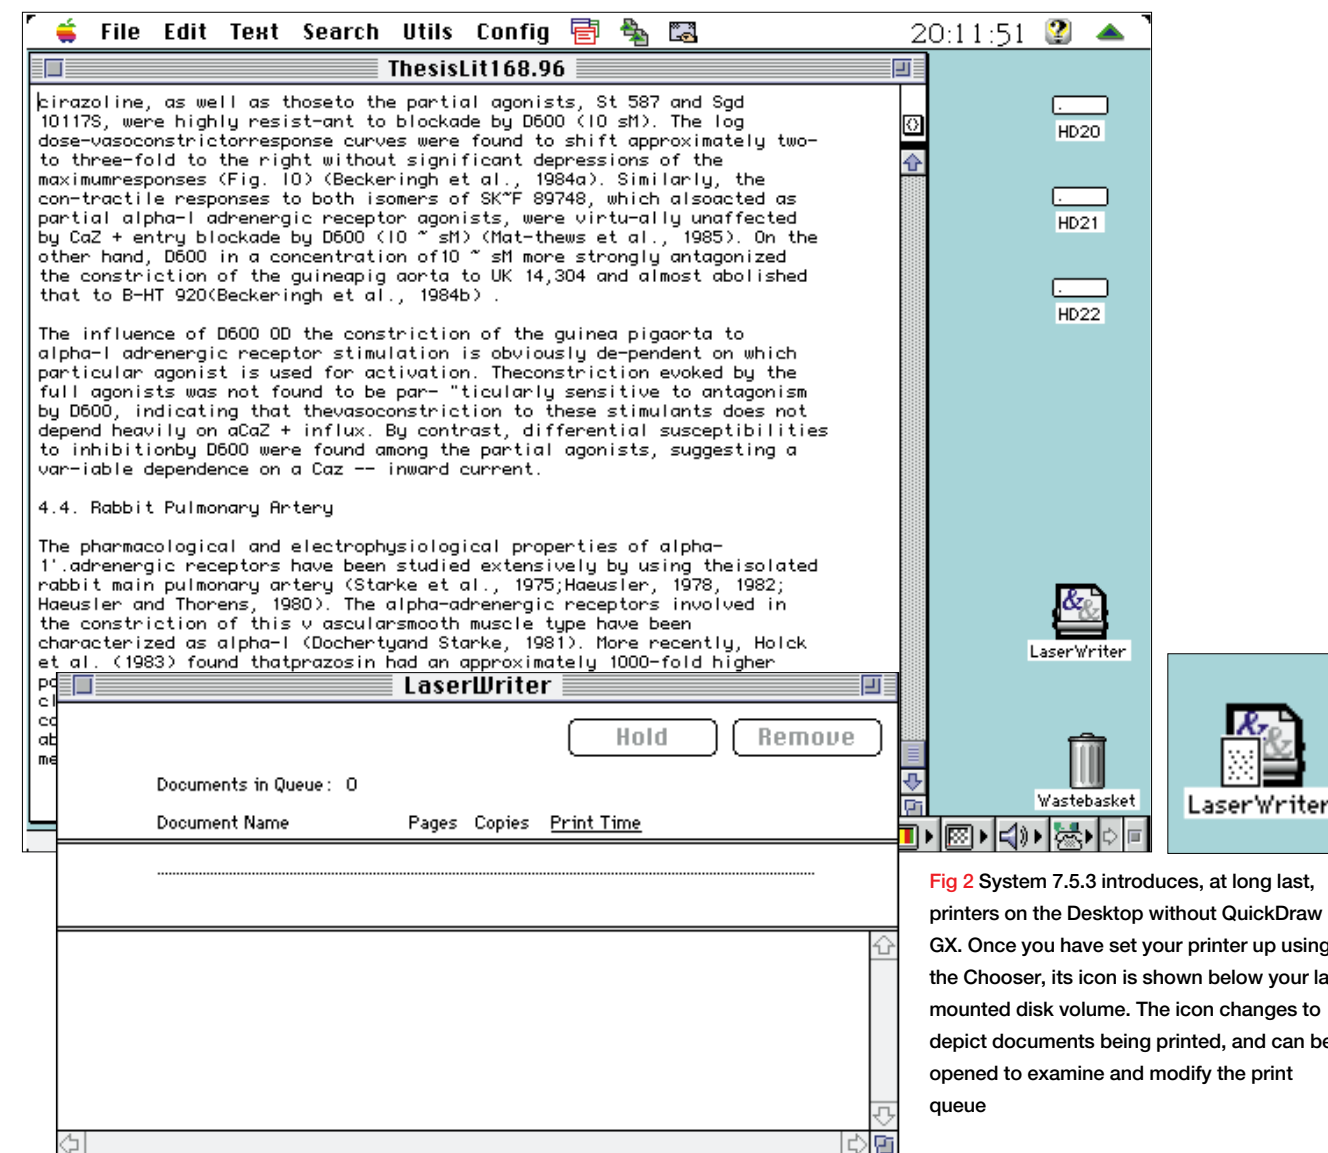 File Edit Text Search Utils Config 20:11:51
ThesisLit168.96
cirazoline, as well as thoseto the partial agonists, St 587 and Sgd
10117S, were highly resist-ant to blockade by D600 (l0 sM). The log
dose-vasoconstrictorresponse curves were found to shift approximately two-
to three-fold to the right without significant depressions of the
maximumresponses (Fig. l0) (Beckeringh et al., 1984a). Similarly, the
con-tractile responses to both isomers of SK~F 89748, which alsoacted as
partial alpha-l adrenergic receptor agonists, were virtu-ally unaffected
by CaZ + entry blockade by D600 (l0 ~ sM) (Mat-thews et al., 1985). On the
other hand, D600 in a concentration of10 ~ sM more strongly antagonized
the constriction of the guineapig aorta to UK 14,304 and almost abolished
that to B-HT 920(Beckeringh et al., 1984b) .
The influence of D600 OD the constriction of the guinea pigaorta to
alpha-l adrenergic receptor stimulation is obviously de-pendent on which
particular agonist is used for activation. Theconstriction evoked by the
full agonists was not found to be par- "ticularly sensitive to antagonism
by D600, indicating that thevasoconstriction to these stimulants does not
depend heavily on aCaZ + influx. By contrast, differential susceptibilities
to inhibitionby D600 were found among the partial agonists, suggesting a
var-iable dependence on a Caz -- inward current.
4.4. Rabbit Pulmonary Artery
The pharmacological and electrophysiological properties of alpha-
1'.adrenergic receptors have been studied extensively by using theisolated
rabbit main pulmonary artery (Starke et al., 1975;Haeusler, 1978, 1982;
Haeusler and Thorens, 1980). The alpha-adrenergic receptors involved in
the constriction of this v ascularsmooth muscle type have been
characterized as alpha-l (Dochertyand Starke, 1981). More recently, Holck
et al. (1983) found thatprazosin had an approximately 1000-fold higher
HD20
HD21
HD22
LaserWriter
Wastebasket
LaserWriter
Hold Remove
Documents in Queue: 0
Document Name Pages Copies Print Time
LaserWriter
Fig 2 System 7.5.3 introduces, at long last,
printers on the Desktop without QuickDraw
GX. Once you have set your printer up using
the Chooser, its icon is shown below your la
mounted disk volume. The icon changes to
depict documents being printed, and can be
opened to examine and modify the print
queue